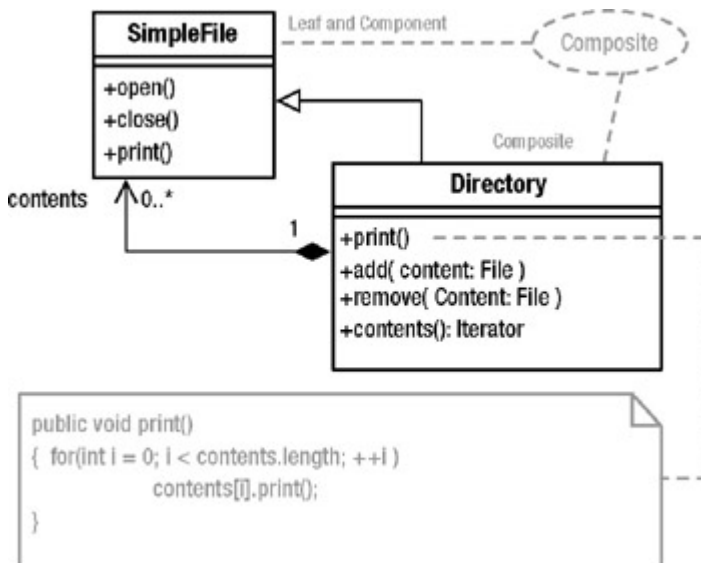 SimpleFile
Leaf and Component
Composite
+open()
+close()
+print()
Composite
contents
0..*
1
Directory
+print()
+add( content: File )
+remove( Content: File )
+contents(): Iterator
public void print()
{ for(int i = 0; i < contents.length; ++i )
contents[i].print();
}